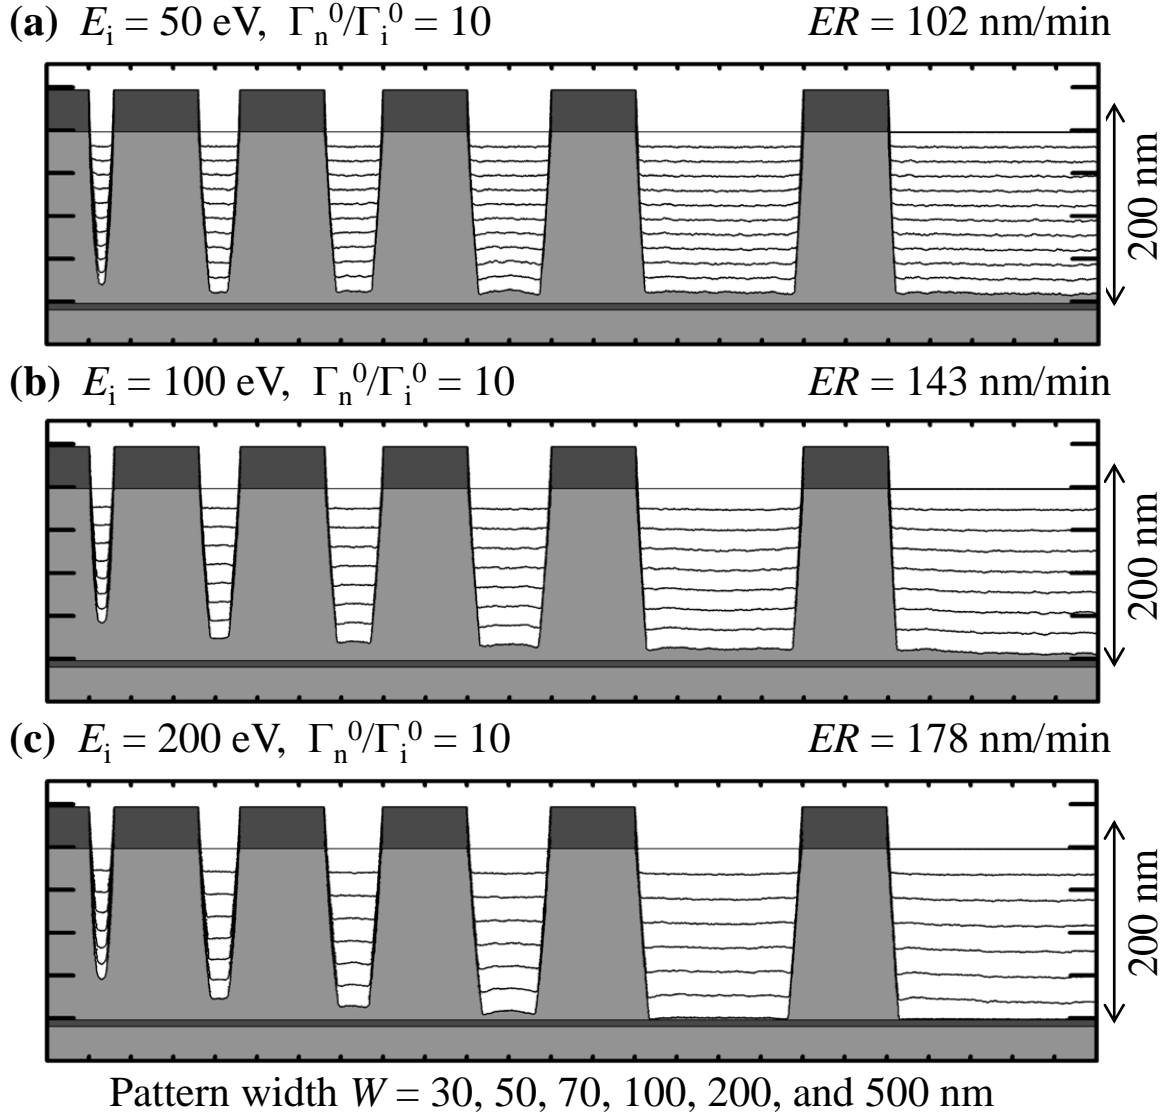 (a) Eᵢ = 50 eV, Γₙ⁰/Γᵢ⁰ = 10 ER = 102 nm/min
200 nm
(b) Eᵢ = 100 eV, Γₙ⁰/Γᵢ⁰ = 10 ER = 143 nm/min
200 nm
(c) Eᵢ = 200 eV, Γₙ⁰/Γᵢ⁰ = 10 ER = 178 nm/min
200 nm
Pattern width W = 30, 50, 70, 100, 200, and 500 nm